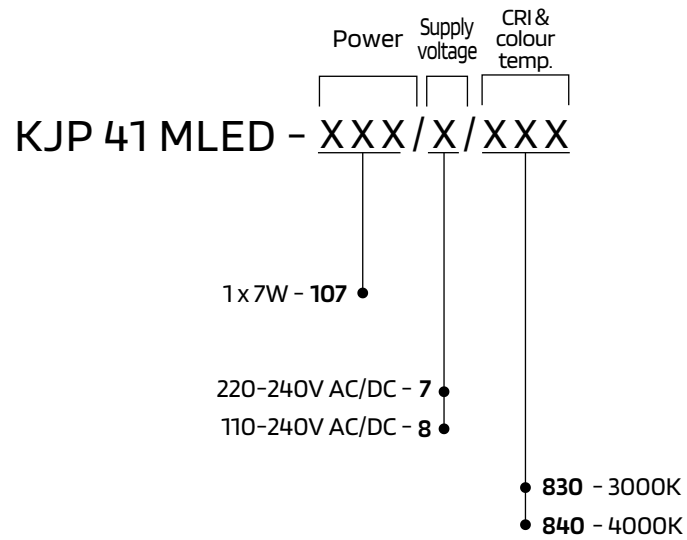 Power
Supply
voltage
CRI &
colour
temp.
KJP 41 MLED - XXX/X/XXX
1 x 7W - 107
220-240V AC/DC - 7
110-240V AC/DC - 8
830 - 3000K
840 - 4000K